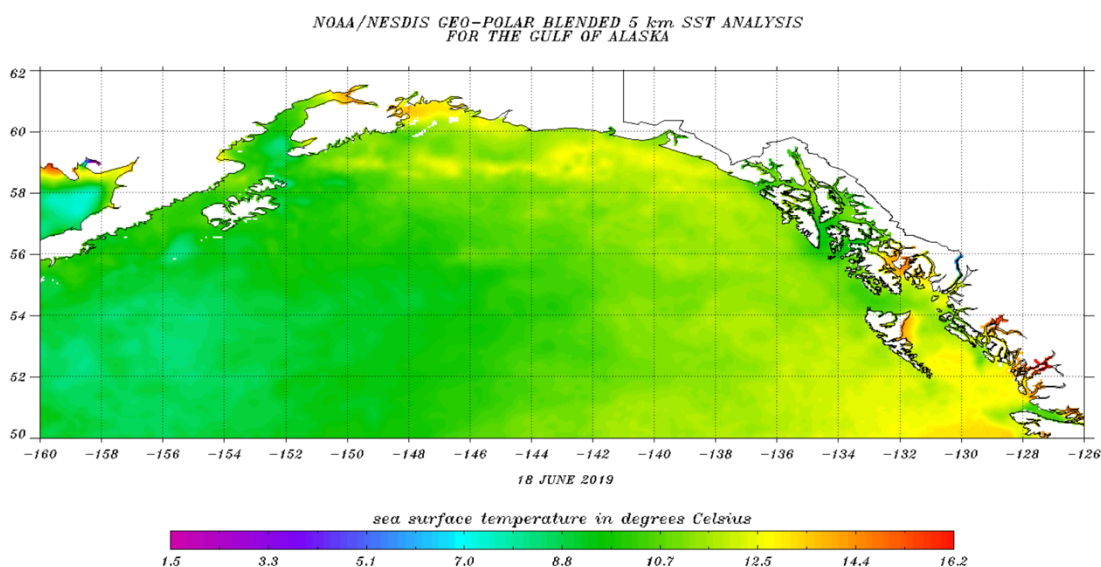 NOAA/NESDIS GEO-POLAR BLENDED 5 km SST ANALYSIS
FOR THE GULF OF ALASKA
62
60
58
56
54
52
50
-160 -158 -156 -154 -152 -150 -148 -146 -144 -142 -140 -138 -136 -134 -132 -130 -128 -126
18 JUNE 2019
sea surface temperature in degrees Celsius
1.5 3.3 5.1 7.0 8.8 10.7 12.5 14.4 16.2